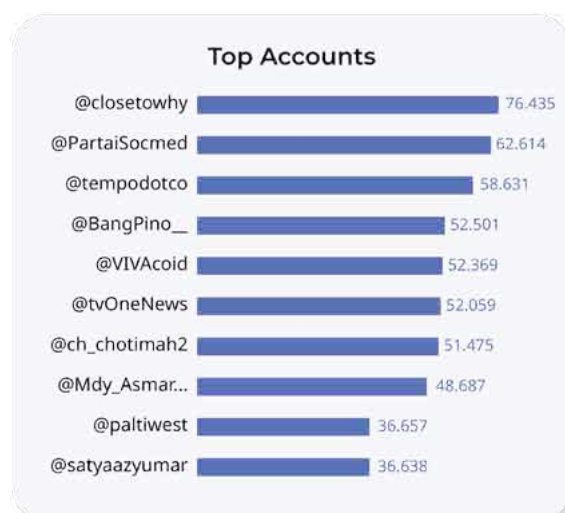 Top Accounts
@closetowhy 76.435
@PartaiSocmed 62.614
@tempodotco 58.631
@BangPino__ 52.501
@VIVAcoid 52.369
@tvOneNews 52.059
@ch_chotimah2 51.475
@Mdy_Asmar... 48.687
@paltiwest 36.657
@satyaazyumar 36.638